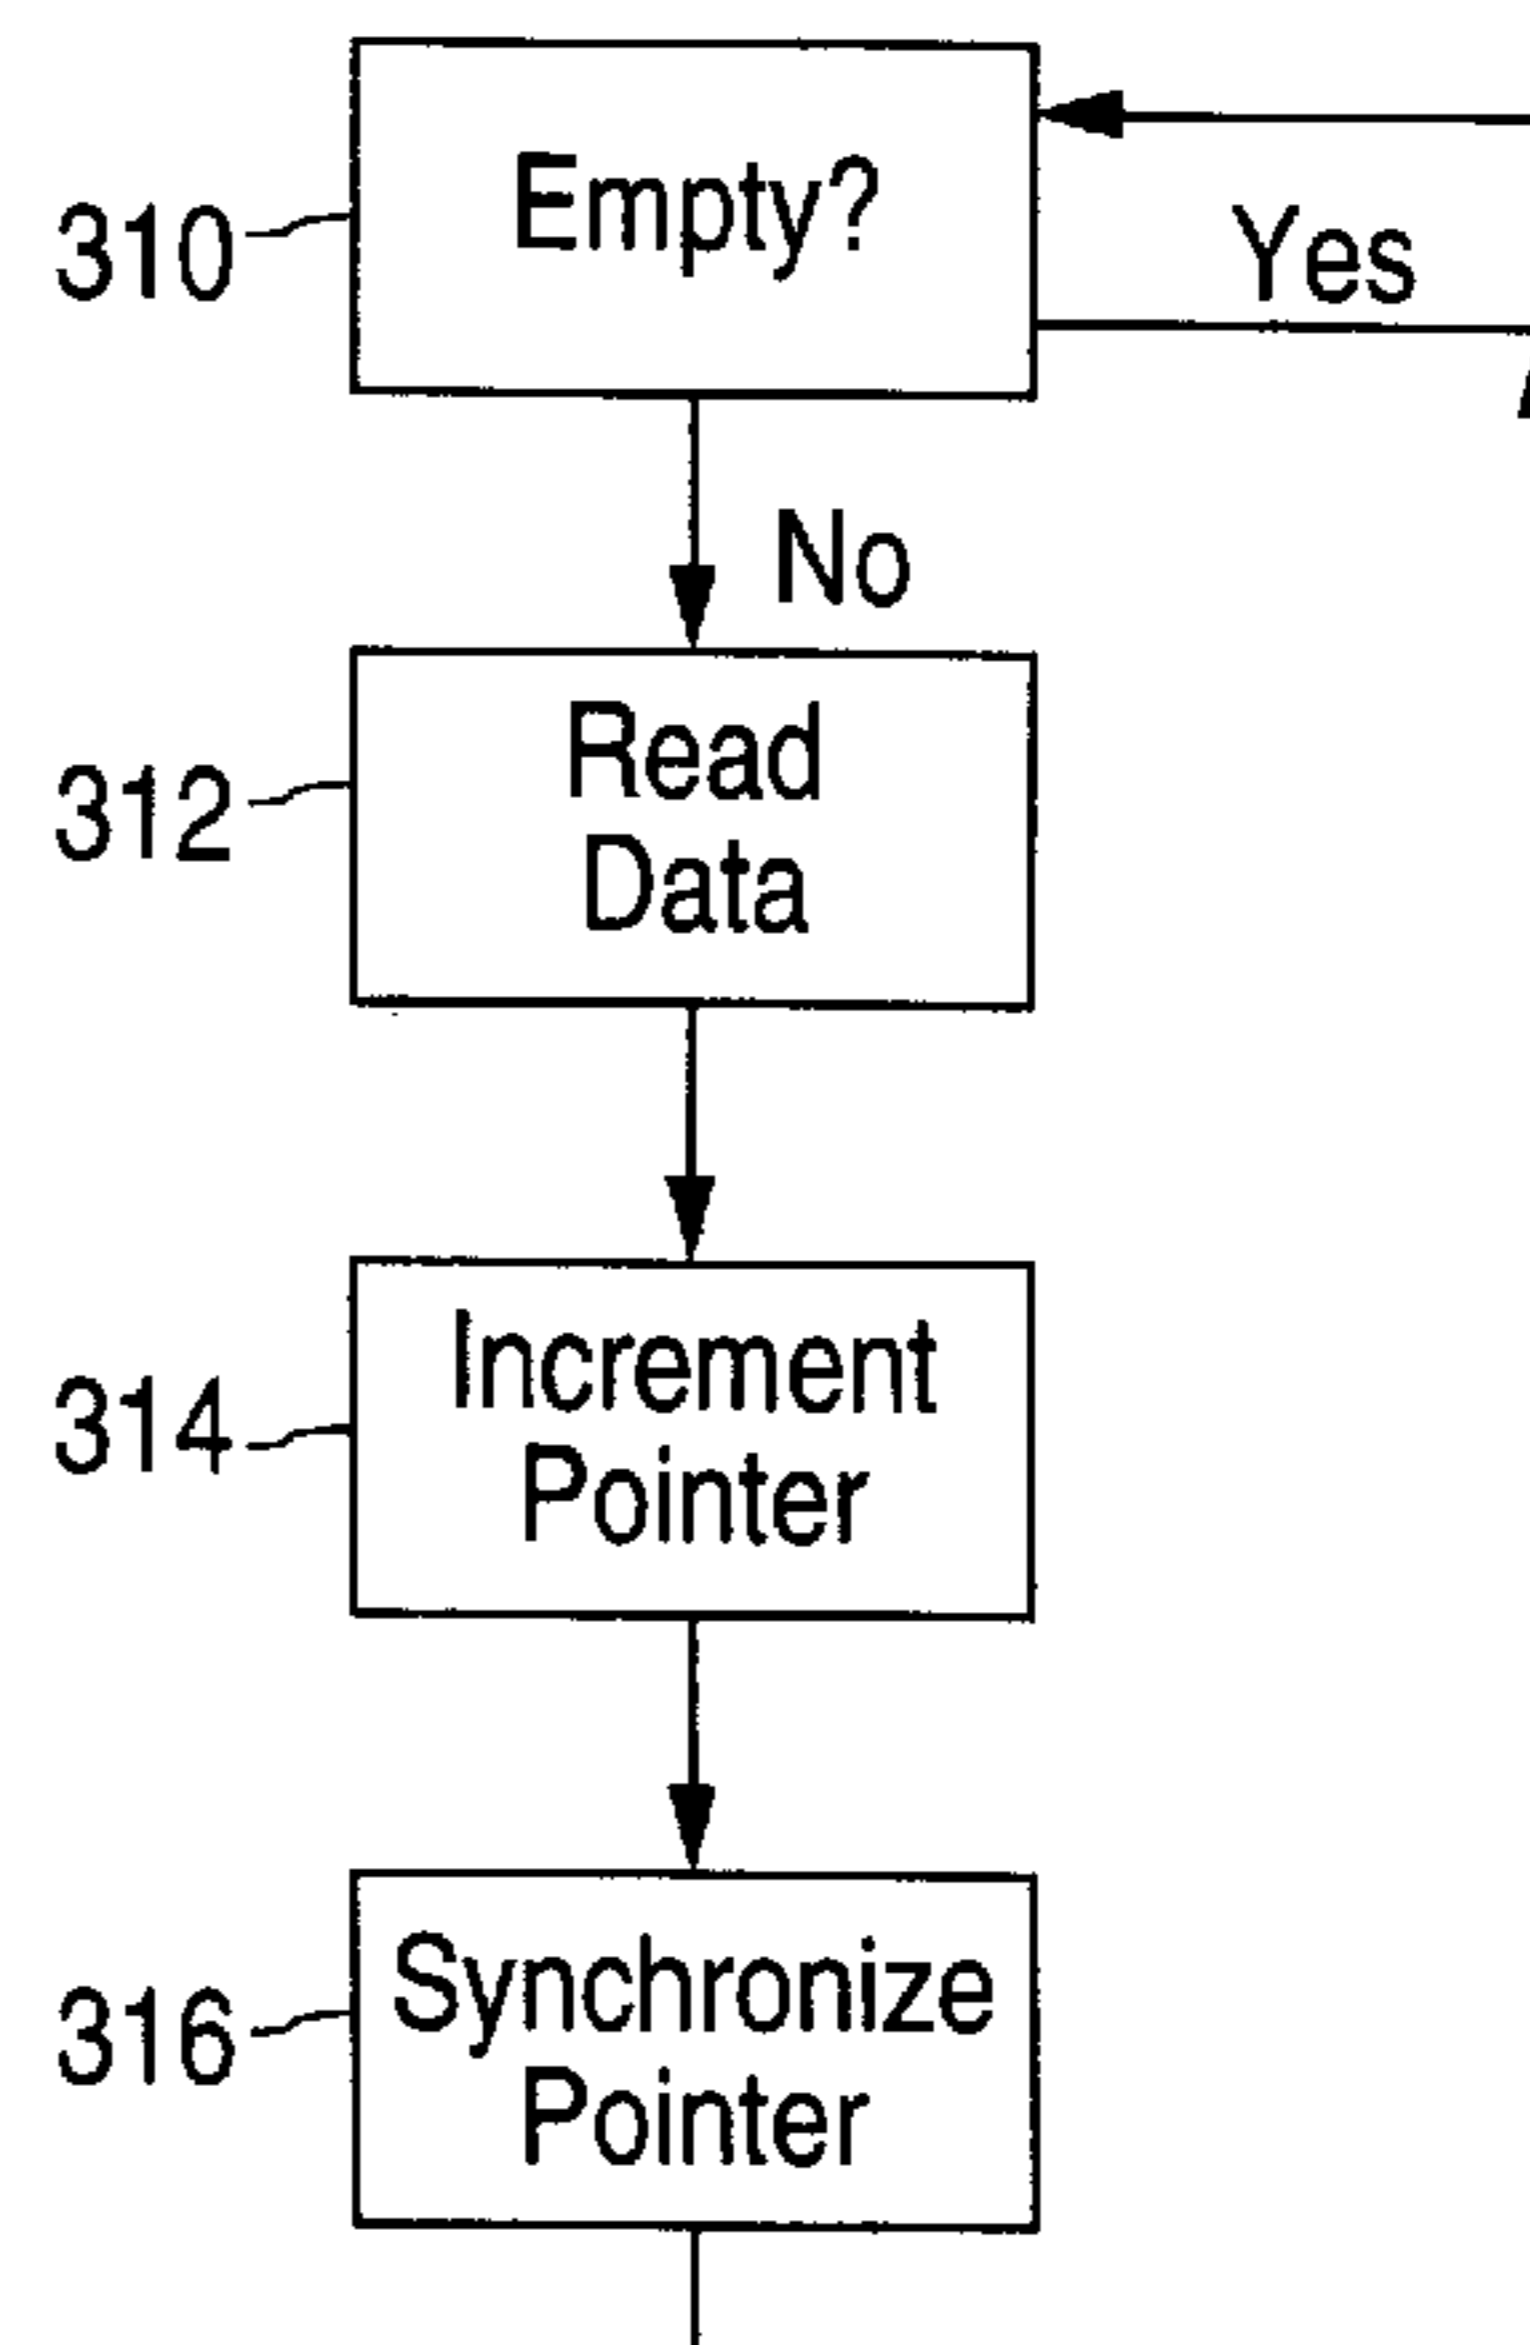 Empty?
310
Yes
No
Read
Data
312
Increment
Pointer
314
Synchronize
Pointer
316